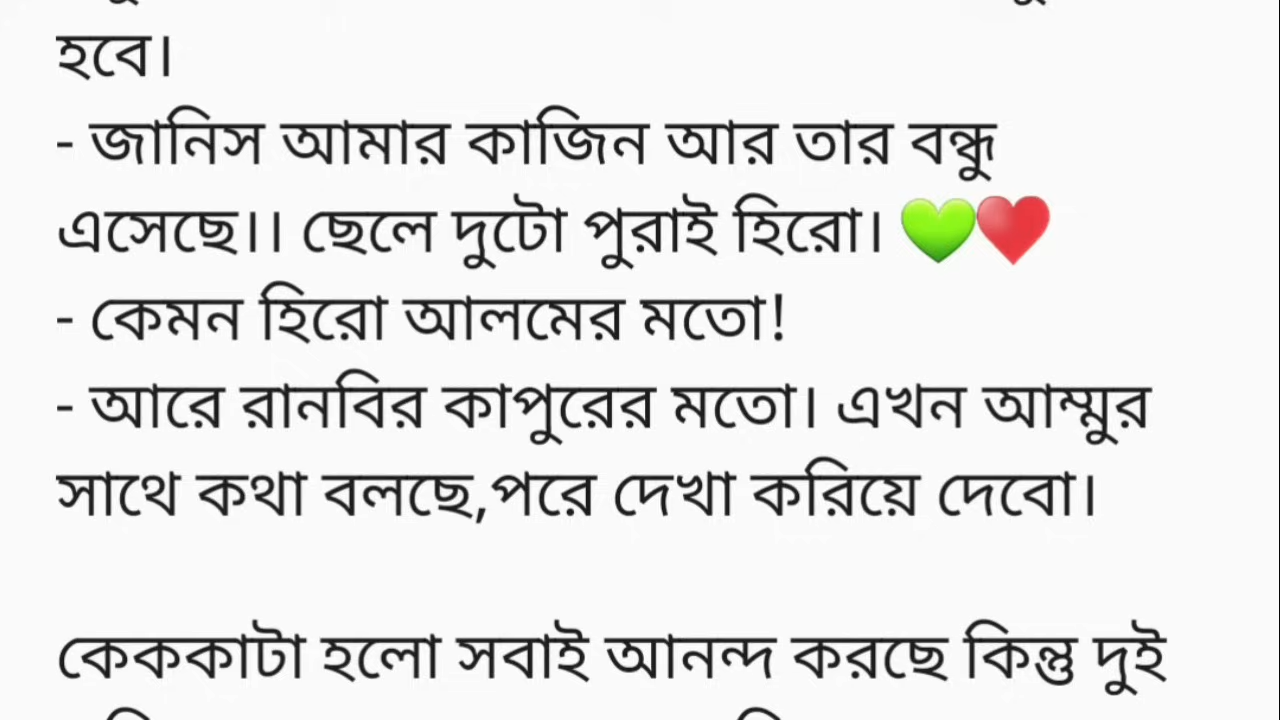 হবে।
- জানিস আমার কাজিন আর তার বন্ধু
এসেছে।। ছেলে দুটো পুরাই হিরো। 💚♥️
- কেমন হিরো আলমের মতো!
- আরে রানবির কাপুরের মতো। এখন আম্মুর
সাথে কথা বলছে,পরে দেখা করিয়ে দেবো।
কেককাটা হলো সবাই আনন্দ করছে কিন্তু দুই